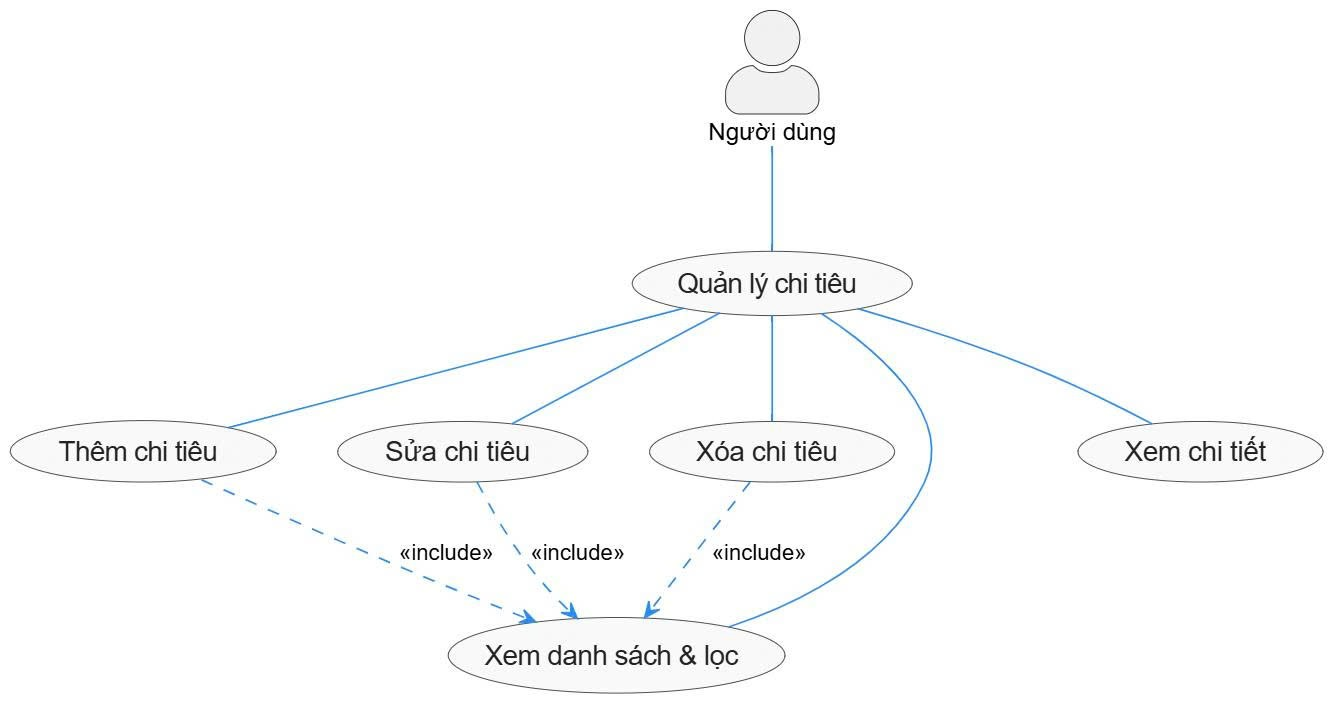 Người dùng
Quản lý chi tiêu
Thêm chi tiêu
Sửa chi tiêu
Xóa chi tiêu
Xem chi tiết
«include»
«include»
«include»
Xem danh sách & lọc